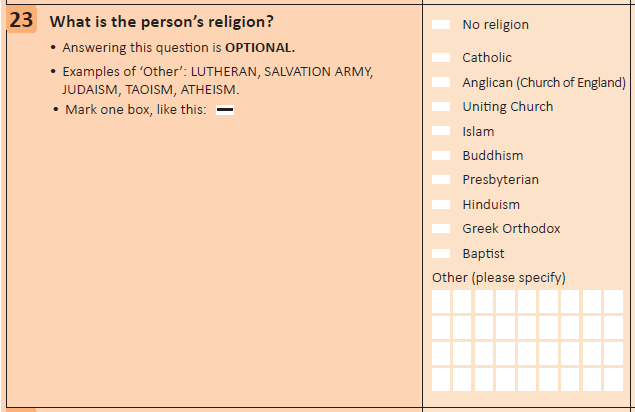 23 What is the person’s religion?
• Answering this question is OPTIONAL.
• Examples of ‘Other’: LUTHERAN, SALVATION ARMY,
JUDAISM, TAOISM, ATHEISM.
• Mark one box, like this:
No religion
Catholic
Anglican (Church of England)
Uniting Church
Islam
Buddhism
Presbyterian
Hinduism
Greek Orthodox
Baptist
Other (please specify)